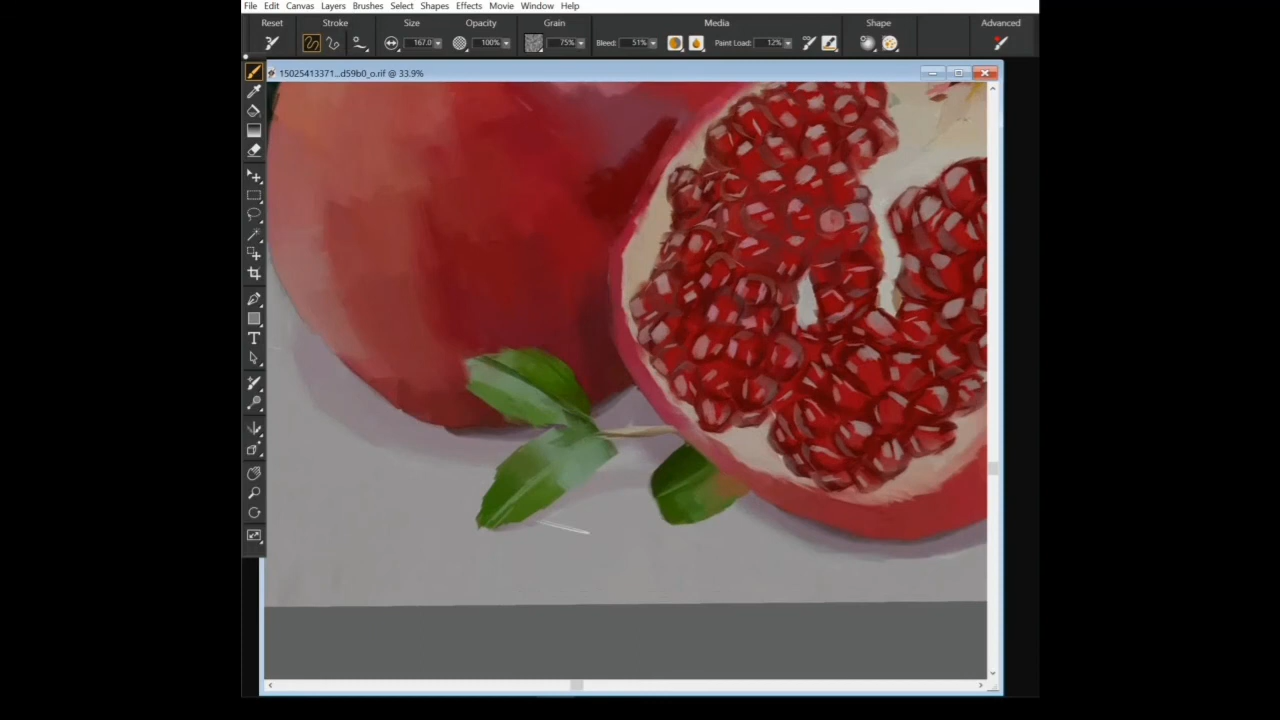 File Edit Canvas Layers Brushes Select Shapes Effects Movie Window Help
Reset Stroke Size Opacity Grain Media Shape Advanced
167.0 100% 75% Bleed: 51% Paint Load: 12%
15025413371...d59b0_o.rif @ 33.9%
T